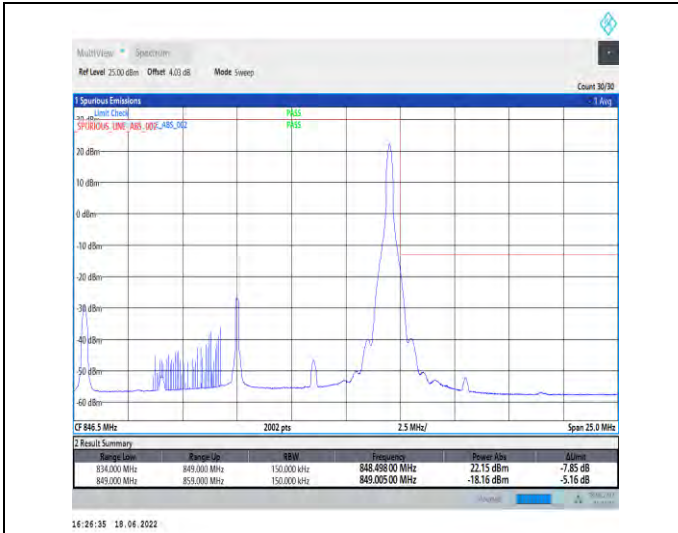 MultiView Spectrum
Ref Level 25.00 dBm Offset 4.03 dB Mode Sweep
Count 30/30
1 Spurious Emissions 1 Avg
Limit Check PASS
PASS
20 dBm
10 dBm
0 dBm
-10 dBm
-20 dBm
-30 dBm
-40 dBm
-50 dBm
-60 dBm
CF 846.5 MHz 2002 pts 2.5 MHz/ Span 25.0 MHz
2 Result Summary
Range Low Range Up RBW Frequency Power Abs ΔLimit
834.000 MHz 849.000 MHz 150.000 kHz 848.49800 MHz 22.15 dBm -7.85 dB
849.000 MHz 859.000 MHz 150.000 kHz 849.00500 MHz -18.16 dBm -5.16 dB
16:26:35 18.06.2022